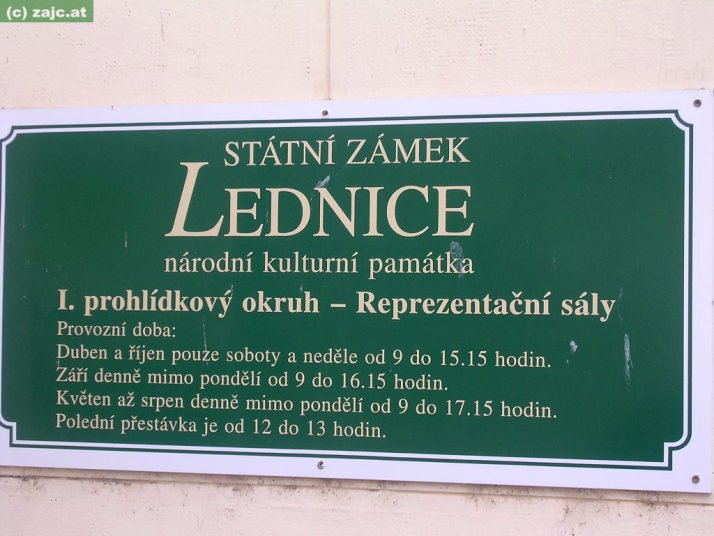 (c) zajc.at
STÁTNÍ ZÁMEK
LEDNICE
národní kulturní památka
I. prohlídkový okruh – Reprezentační sály
Provozní doba:
Duben a říjen pouze soboty a neděle od 9 do 15.15 hodin.
Září denně mimo pondělí od 9 do 16.15 hodin.
Květen až srpen denně mimo pondělí od 9 do 17.15 hodin.
Polední přestávka je od 12 do 13 hodin.